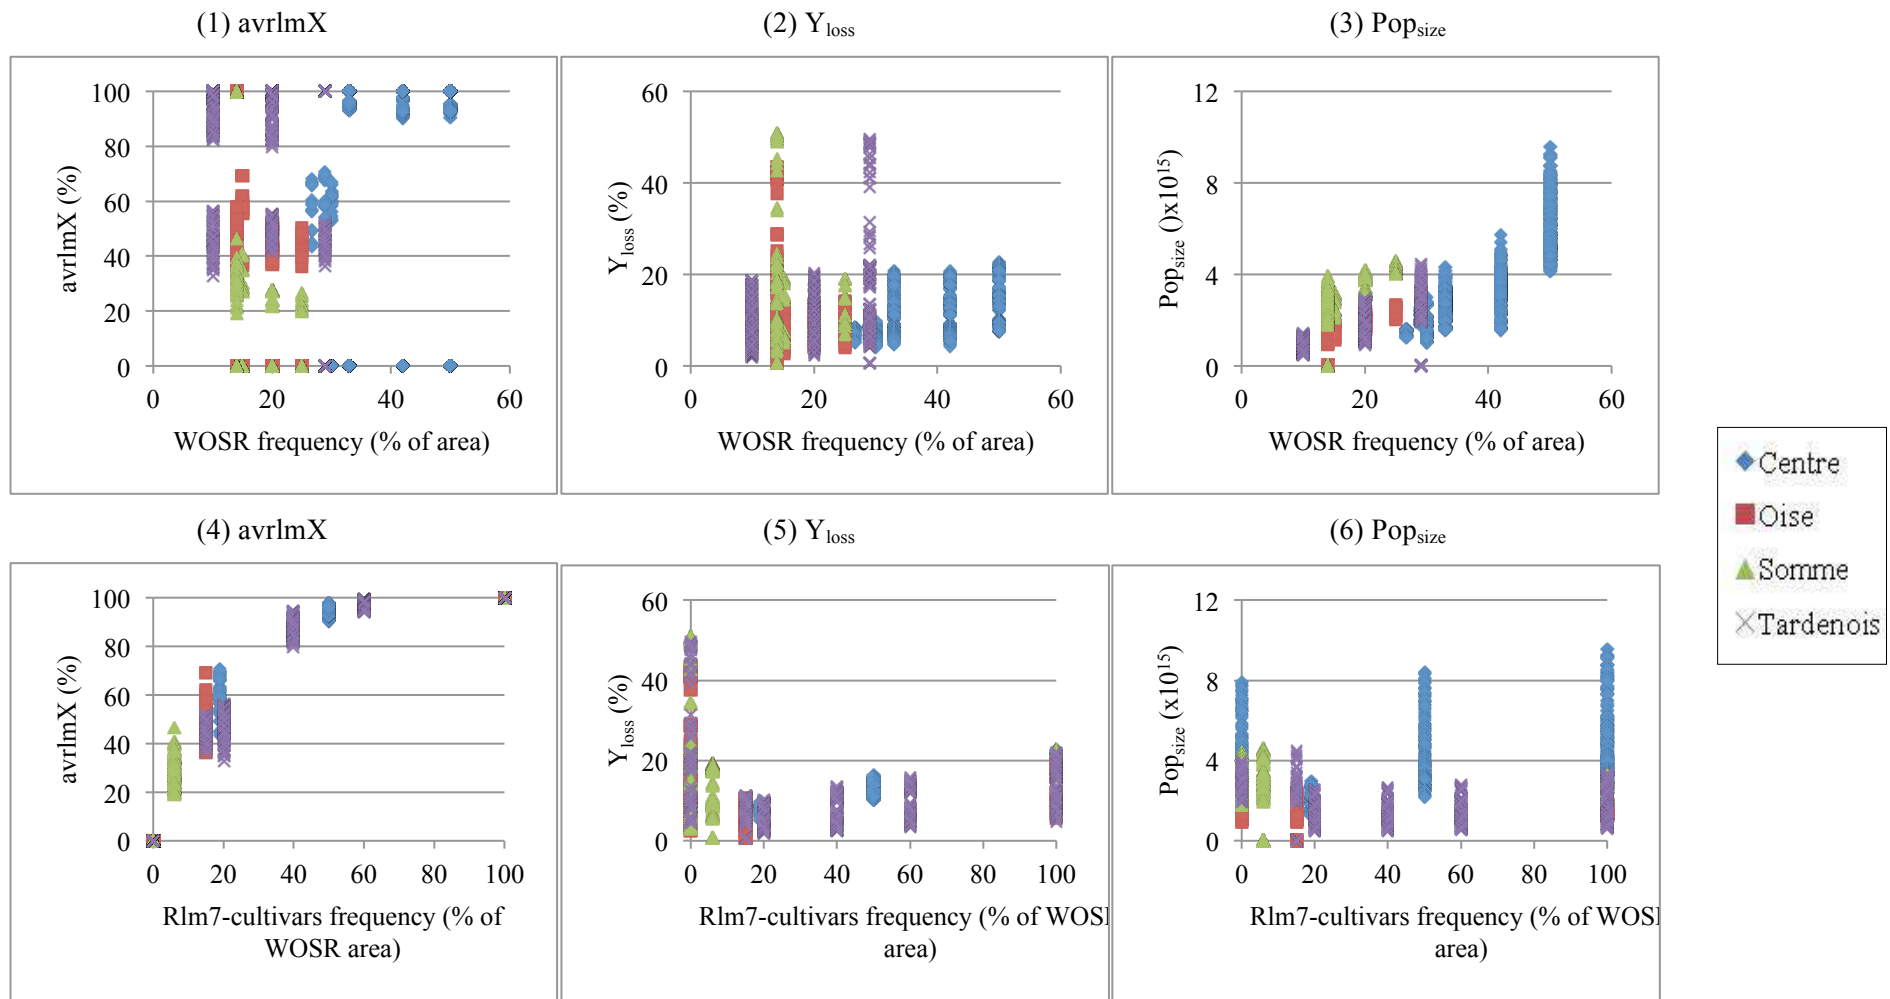 (1) avrlmX
(2) Yloss
(3) Popsize
100
80
60
40
20
0
0 20 40 60
avrlmX (%)
WOSR frequency (% of area)
60
40
20
0
0 20 40 60
Yloss (%)
WOSR frequency (% of area)
12
8
4
0
0 20 40 60
Popsize ()x10¹⁵)
WOSR frequency (% of area)
Centre
Oise
Somme
Tardenois
(4) avrlmX
(5) Yloss
(6) Popsize
100
80
60
40
20
0
0 20 40 60 80 100
avrlmX (%)
Rlm7-cultivars frequency (% of
WOSR area)
60
40
20
0
0 20 40 60 80 100
Yloss (%)
Rlm7-cultivars frequency (% of WOSI
area)
12
8
4
0
0 20 40 60 80 100
Popsize (x10¹⁵)
Rlm7-cultivars frequency (% of WOSI
area)